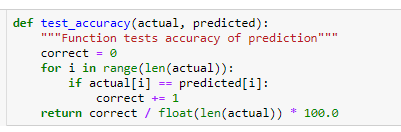 def test_accuracy(actual, predicted):
    """Function tests accuracy of prediction"""
    correct = 0
    for i in range(len(actual)):
        if actual[i] == predicted[i]:
            correct += 1
    return correct / float(len(actual)) * 100.0